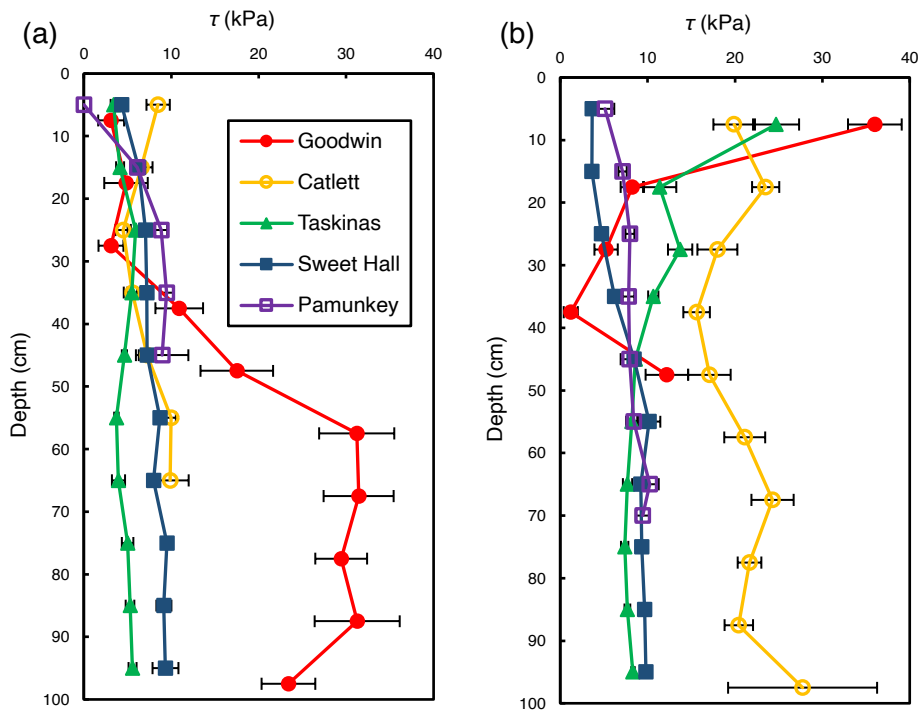 (a)
τ (kPa)
0 10 20 30 40
0
10
20
30
40
50
60
70
80
90
100
Depth (cm)
Goodwin
Catlett
Taskinas
Sweet Hall
Pamunkey
(b)
τ (kPa)
0 10 20 30 40
0
10
20
30
40
50
60
70
80
90
100
Depth (cm)